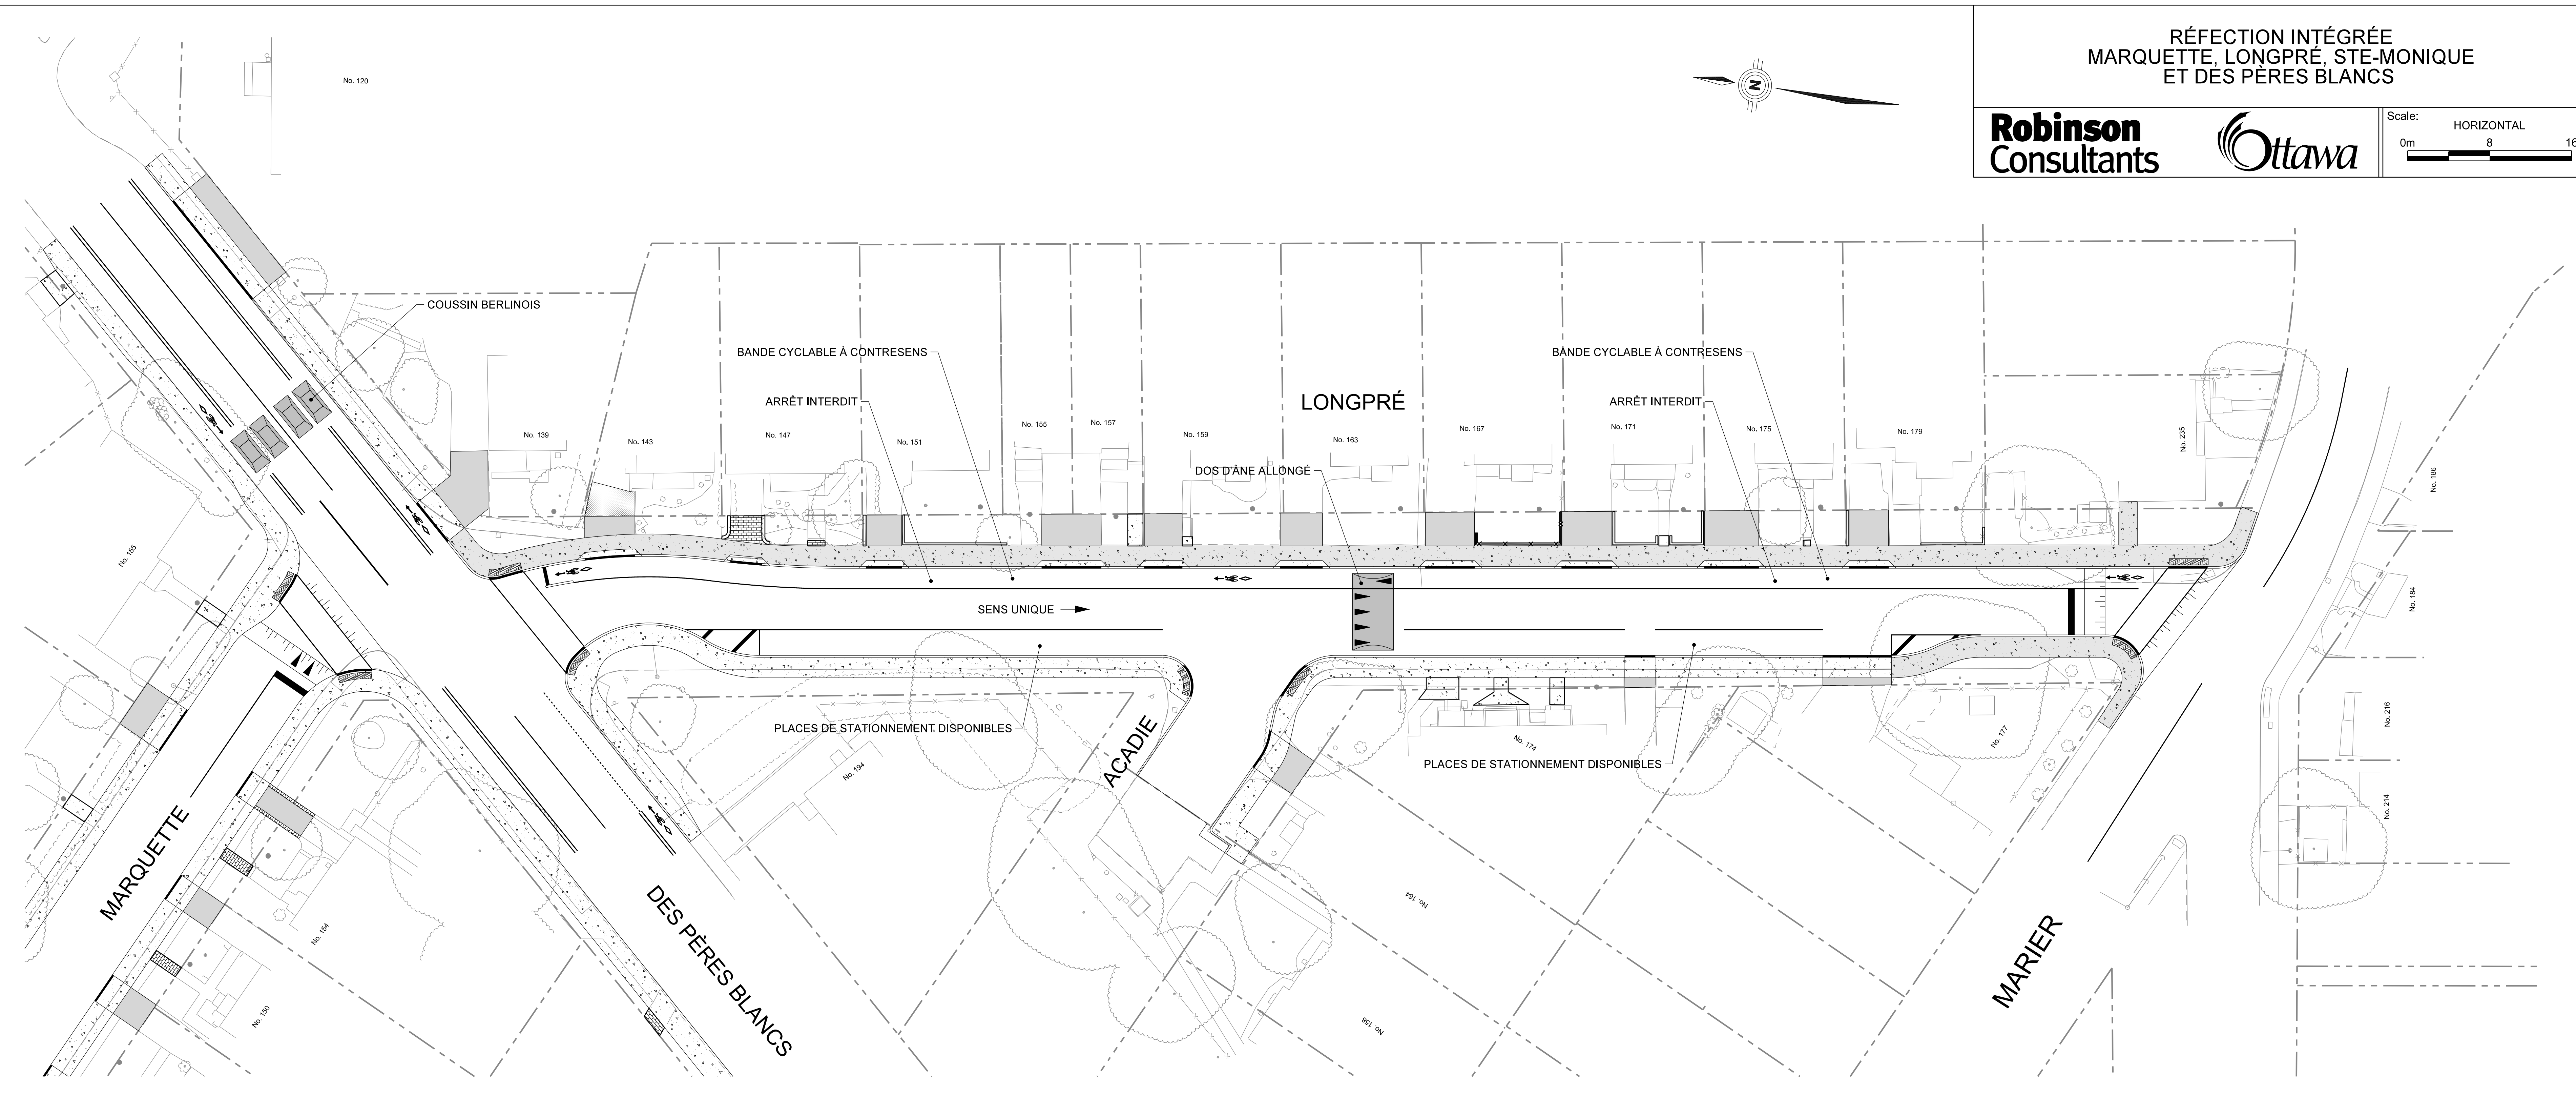 RÉFECTION INTÉGRÉE
MARQUETTE, LONGPRÉ, STE-MONIQUE
ET DES PÈRES BLANCS
Robinson
Consultants
Ottawa
Scale:
HORIZONTAL
0m 8 16
N
No. 120
COUSSIN BERLINOIS
BANDE CYCLABLE À CONTRESENS
BANDE CYCLABLE À CONTRESENS
ARRÊT INTERDIT
LONGPRÉ
ARRÊT INTERDIT
No. 139
No. 143
No. 147
No. 151
No. 155
No. 157
No. 159
No. 163
No. 167
No. 171
No. 175
No. 179
No. 235
No. 186
DOS D'ÂNE ALLONGÉ
No. 155
SENS UNIQUE
No. 184
PLACES DE STATIONNEMENT DISPONIBLES
No. 194
ACADIE
No. 174
PLACES DE STATIONNEMENT DISPONIBLES
No. 177
No. 216
No. 214
MARQUETTE
DES PÈRES BLANCS
No. 154
No. 150
No. 164
No. 158
MARIER